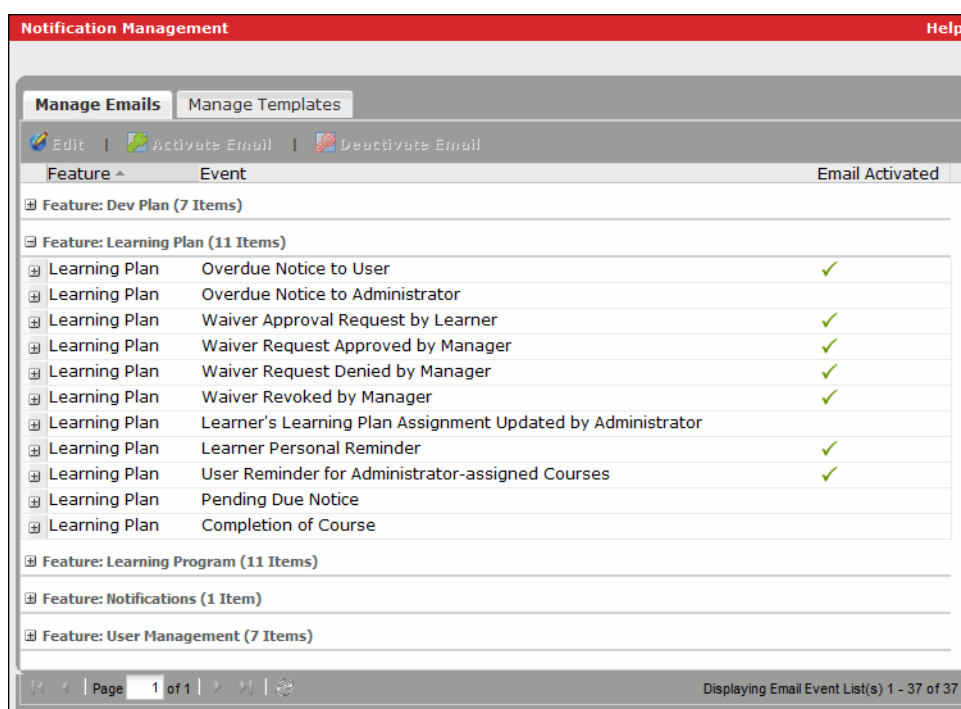 Notification Management Help
Manage Emails Manage Templates
Edit | Activate Email | Deactivate Email
Feature Event Email Activated
Feature: Dev Plan (7 Items)
Feature: Learning Plan (11 Items)
Learning Plan Overdue Notice to User
Learning Plan Overdue Notice to Administrator
Learning Plan Waiver Approval Request by Learner
Learning Plan Waiver Request Approved by Manager
Learning Plan Waiver Request Denied by Manager
Learning Plan Waiver Revoked by Manager
Learning Plan Learner's Learning Plan Assignment Updated by Administrator
Learning Plan Learner Personal Reminder
Learning Plan User Reminder for Administrator-assigned Courses
Learning Plan Pending Due Notice
Learning Plan Completion of Course
Feature: Learning Program (11 Items)
Feature: Notifications (1 Item)
Feature: User Management (7 Items)
Page 1 of 1 Displaying Email Event List(s) 1 - 37 of 37